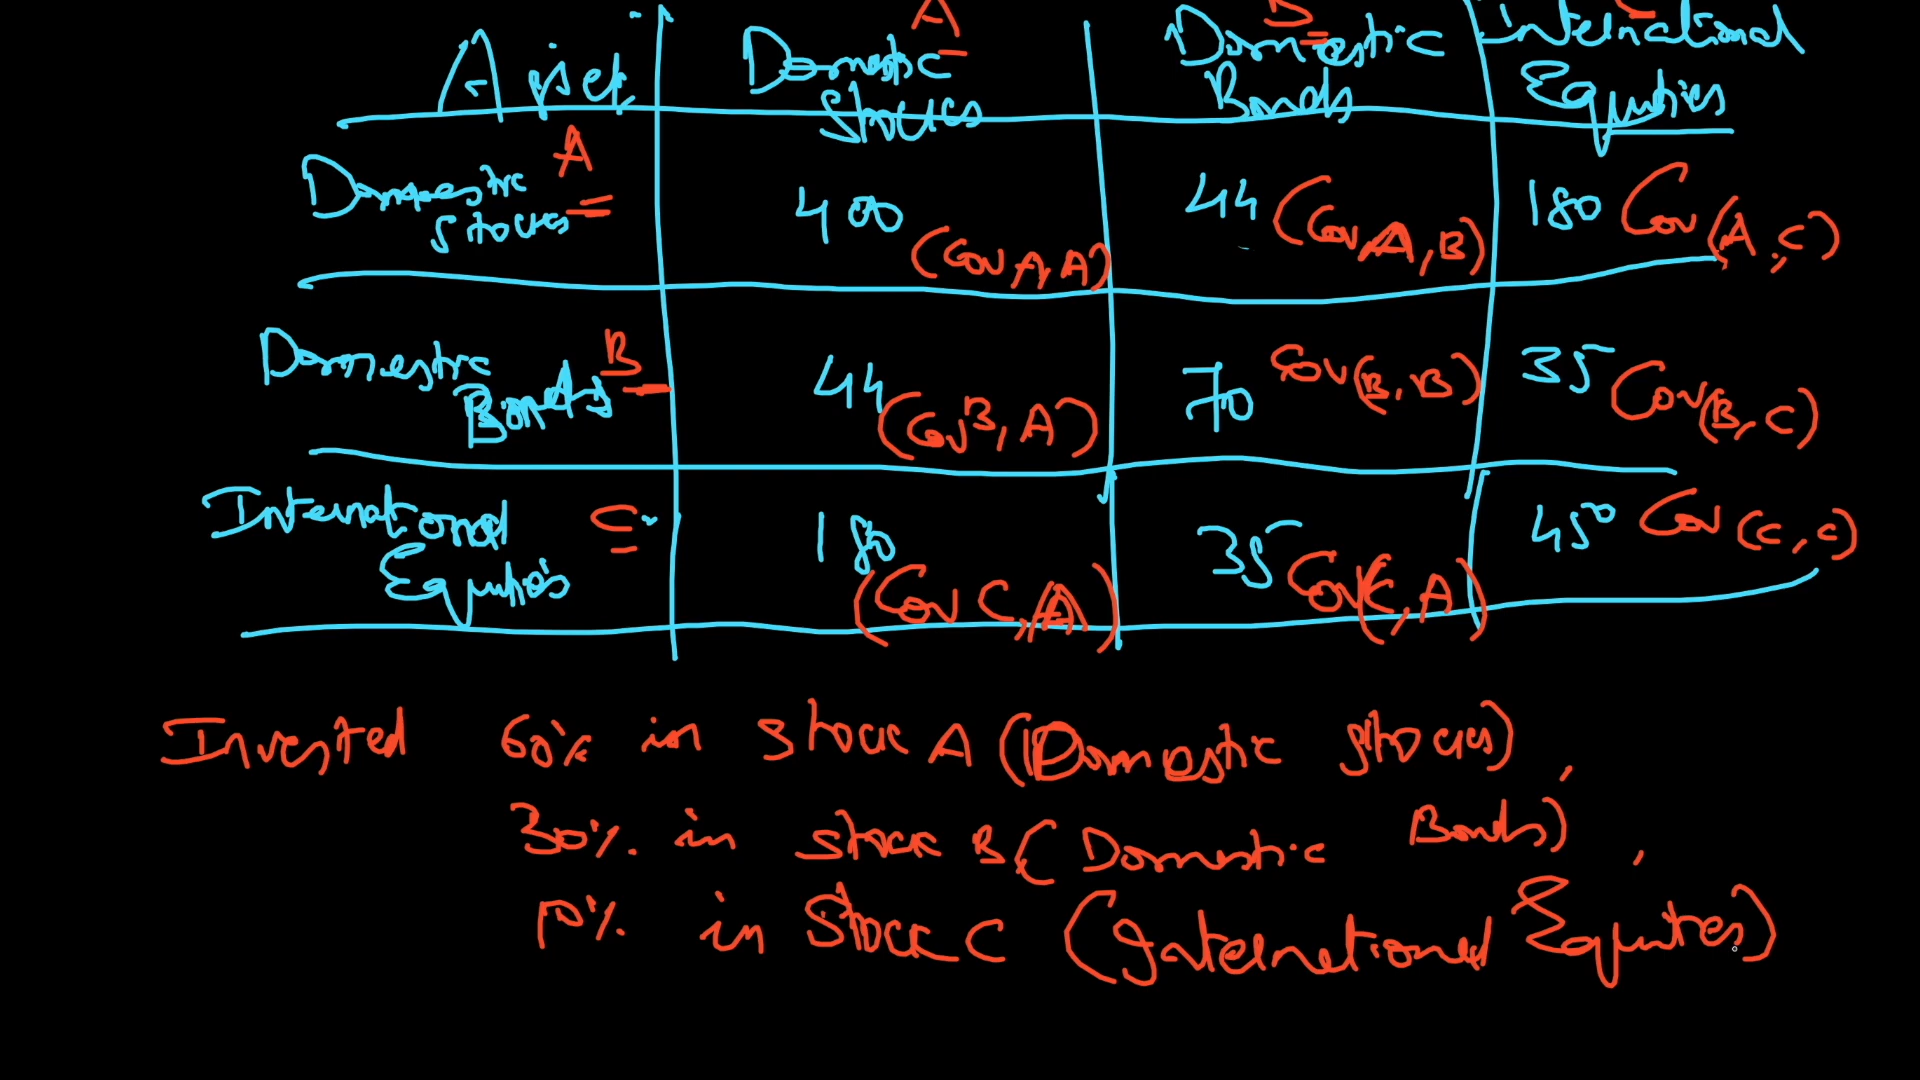 A B C
Asset Domestic Stocks Domestic Bonds International Equities
Domestic Stocks A 400 (Cov A, A) 44 (Cov A, B) 180 Cov (A, C)
Domestic Bonds B 44 (Cov B, A) 70 Cov (B, B) 35 Cov (B, C)
International Equities C 180 (Cov C, A) 35 Cov (C, A) 450 Cov (C, C)
Invested 60% in Stock A (Domestic Stocks),
30% in Stock B (Domestic Bonds),
10% in Stock C (International Equities)